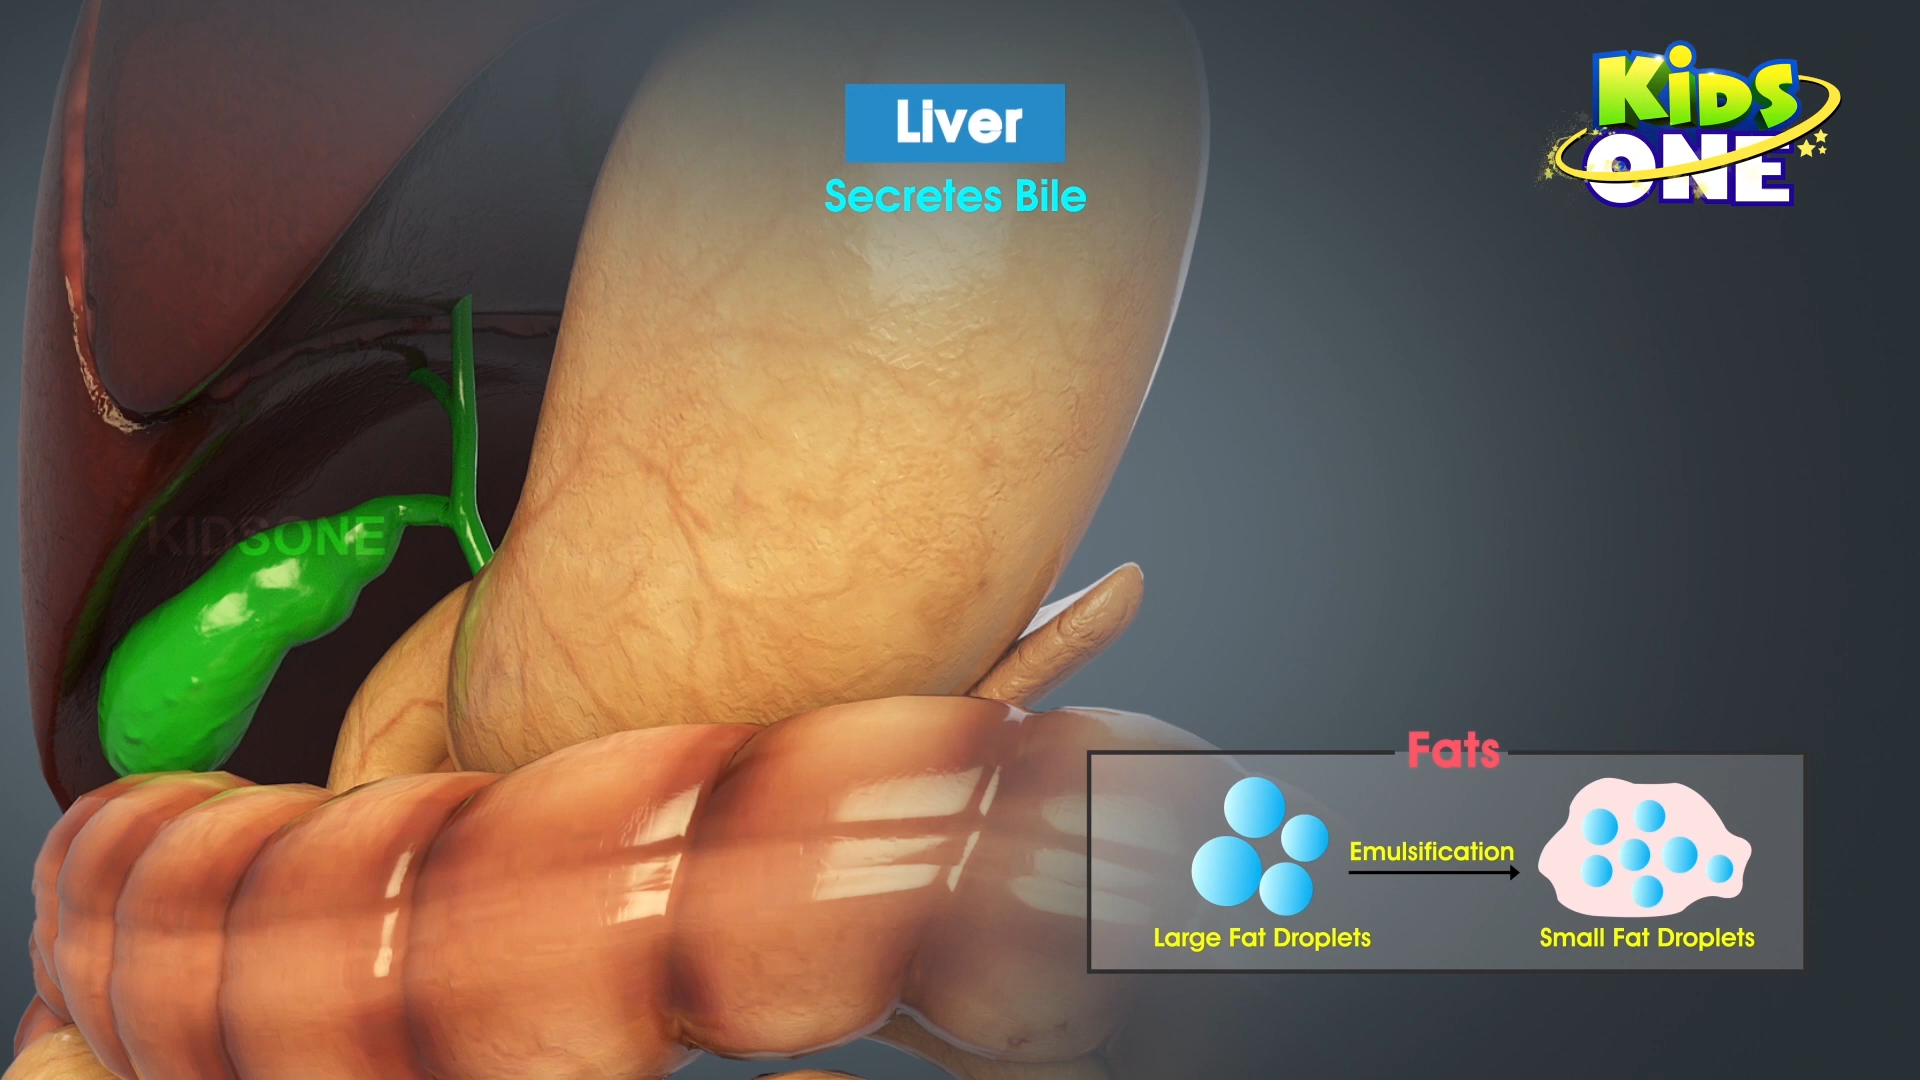 Liver
Secretes Bile
KiDS
ONE
KIDSONE
Fats
Emulsification
Large Fat Droplets
Small Fat Droplets